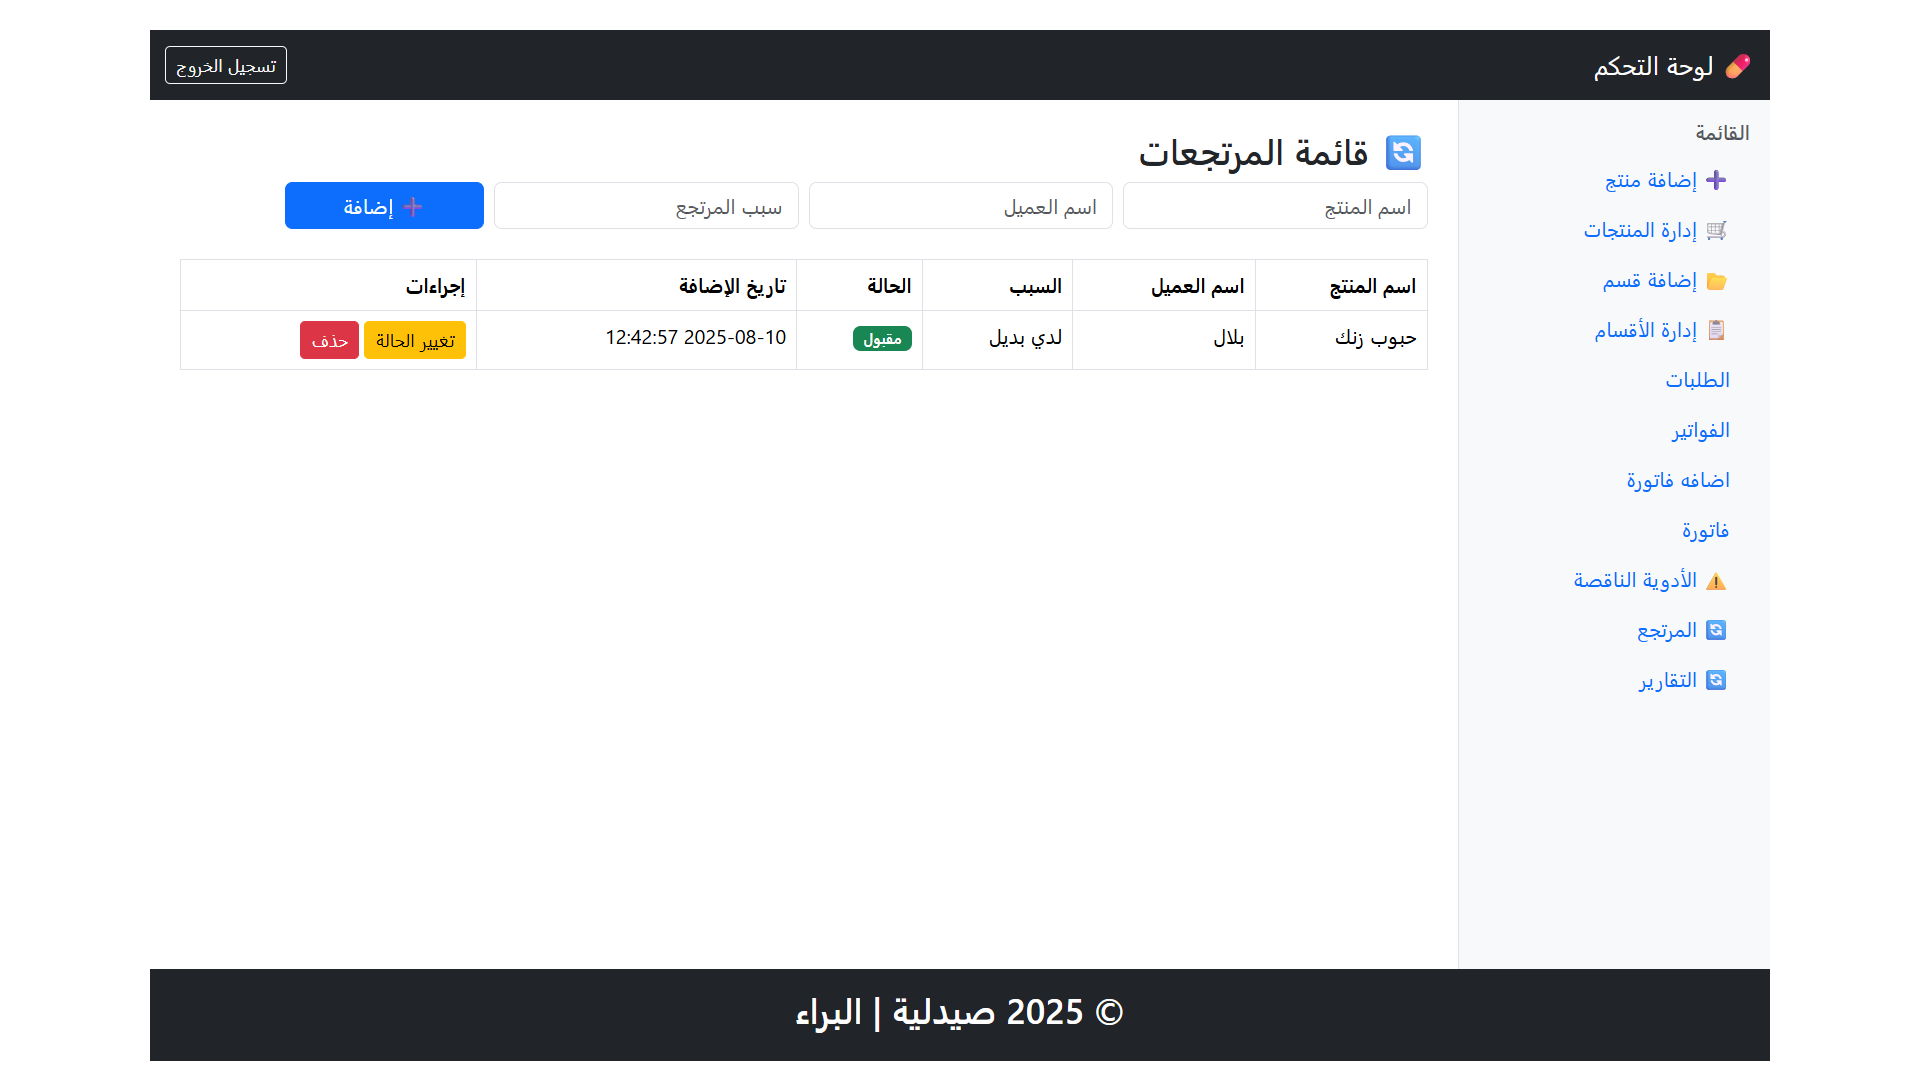 لوحة التحكم
تسجيل الخروج
القائمة
إضافة منتج
إدارة المنتجات
إضافة قسم
إدارة الأقسام
الطلبات
الفواتير
اضافه فاتورة
فاتورة
الأدوية الناقصة
المرتجع
التقارير
قائمة المرتجعات
اسم المنتج اسم العميل سبب المرتجع إضافة
اسم المنتج اسم العميل السبب الحالة تاريخ الإضافة إجراءات
حبوب زنك بلال لدي بديل مقبول 2025-08-10 12:42:57 تغيير الحالة حذف
© 2025 صيدلية | البراء